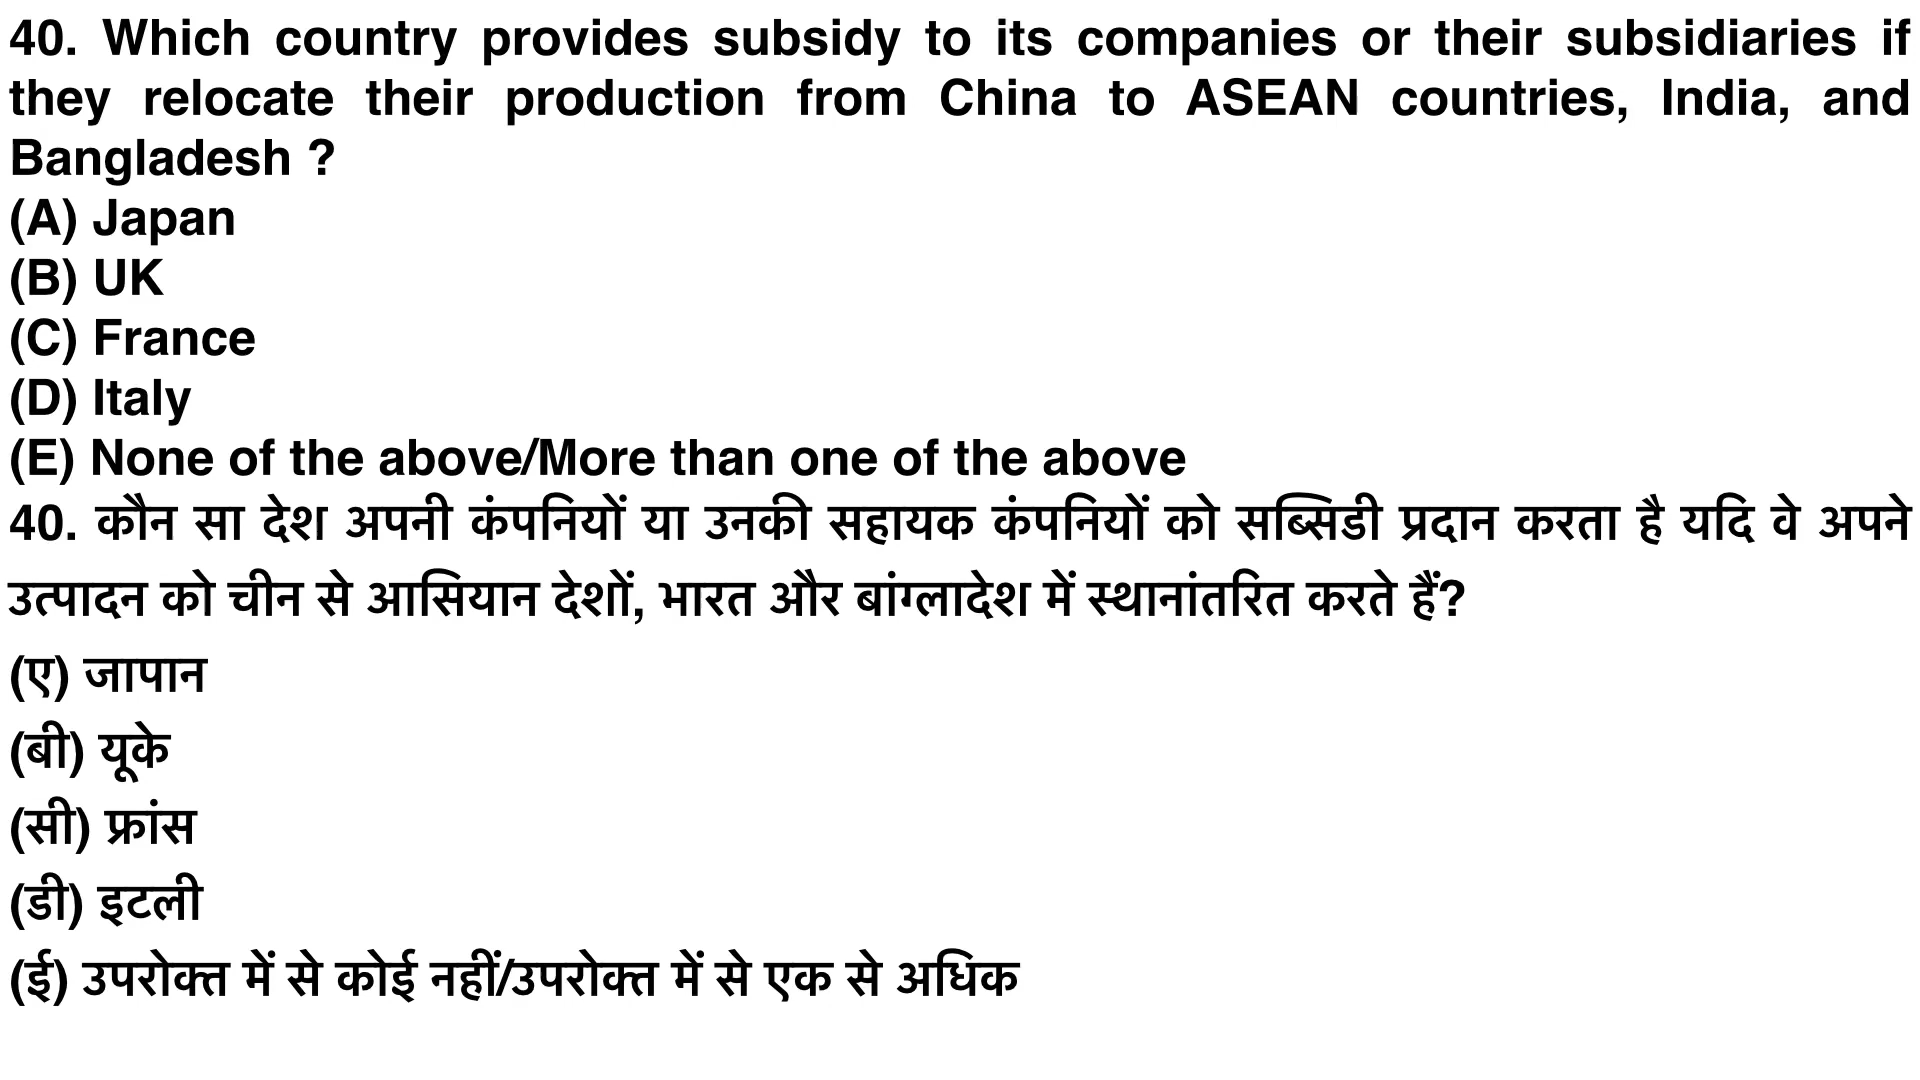 40. Which country provides subsidy to its companies or their subsidiaries if
they relocate their production from China to ASEAN countries, India, and
Bangladesh ?
(A) Japan
(B) UK
(C) France
(D) Italy
(E) None of the above/More than one of the above
40. कौन सा देश अपनी कंपनियों या उनकी सहायक कंपनियों को सब्सिडी प्रदान करता है यदि वे अपने
उत्पादन को चीन से आसियान देशों, भारत और बांग्लादेश में स्थानांतरित करते हैं?
(ए) जापान
(बी) यूके
(सी) फ्रांस
(डी) इटली
(ई) उपरोक्त में से कोई नहीं/उपरोक्त में से एक से अधिक